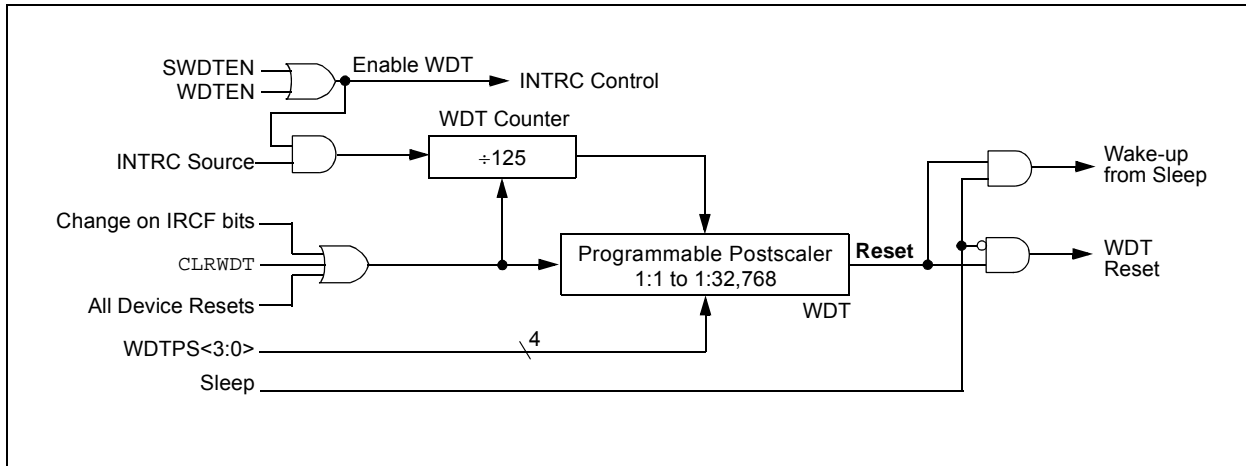 SWDTEN
WDTEN
Enable WDT
INTRC Control
WDT Counter
÷125
INTRC Source
Wake-up
from Sleep
Change on IRCF bits
CLRWDT
All Device Resets
Programmable Postscaler
1:1 to 1:32,768
Reset
WDT
WDT
Reset
WDTPS<3:0>
4
Sleep